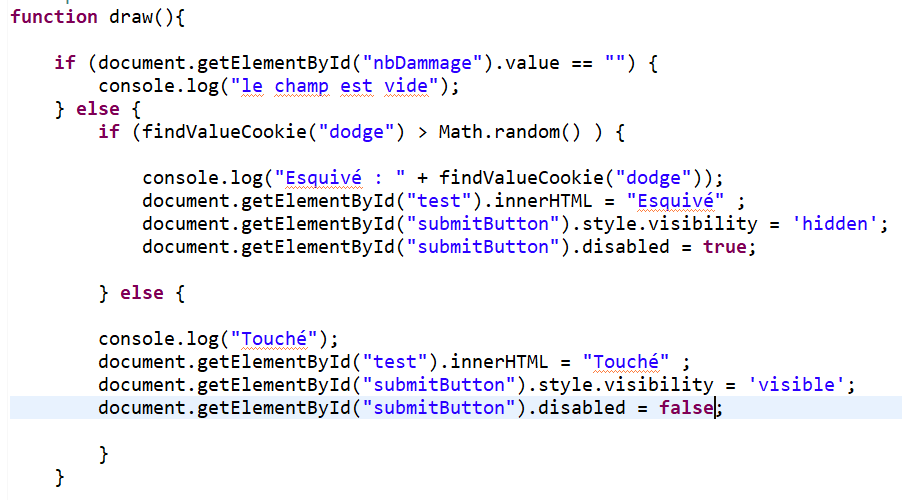 function draw(){
if (document.getElementById("nbDammage").value == "") {
console.log("le champ est vide");
} else {
if (findValueCookie("dodge") > Math.random() ) {
console.log("Esquivé : " + findValueCookie("dodge"));
document.getElementById("test").innerHTML = "Esquivé" ;
document.getElementById("submitButton").style.visibility = 'hidden';
document.getElementById("submitButton").disabled = true;
} else {
console.log("Touché");
document.getElementById("test").innerHTML = "Touché" ;
document.getElementById("submitButton").style.visibility = 'visible';
document.getElementById("submitButton").disabled = false;
}
}